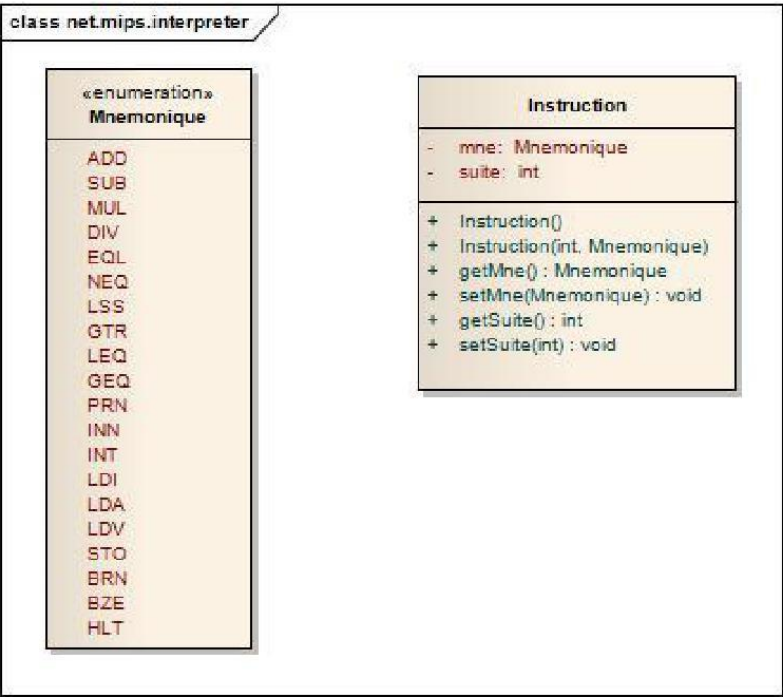 class net.mips.interpreter
«enumeration»
Mnemonique
ADD
SUB
MUL
DIV
EQL
NEQ
LSS
GTR
LEQ
GEQ
PRN
INN
INT
LDI
LDA
LDV
STO
BRN
BZE
HLT
Instruction
- mne: Mnemonique
- suite: int
+ Instruction()
+ Instruction(int, Mnemonique)
+ getMne() : Mnemonique
+ setMne(Mnemonique) : void
+ getSuite() : int
+ setSuite(int) : void